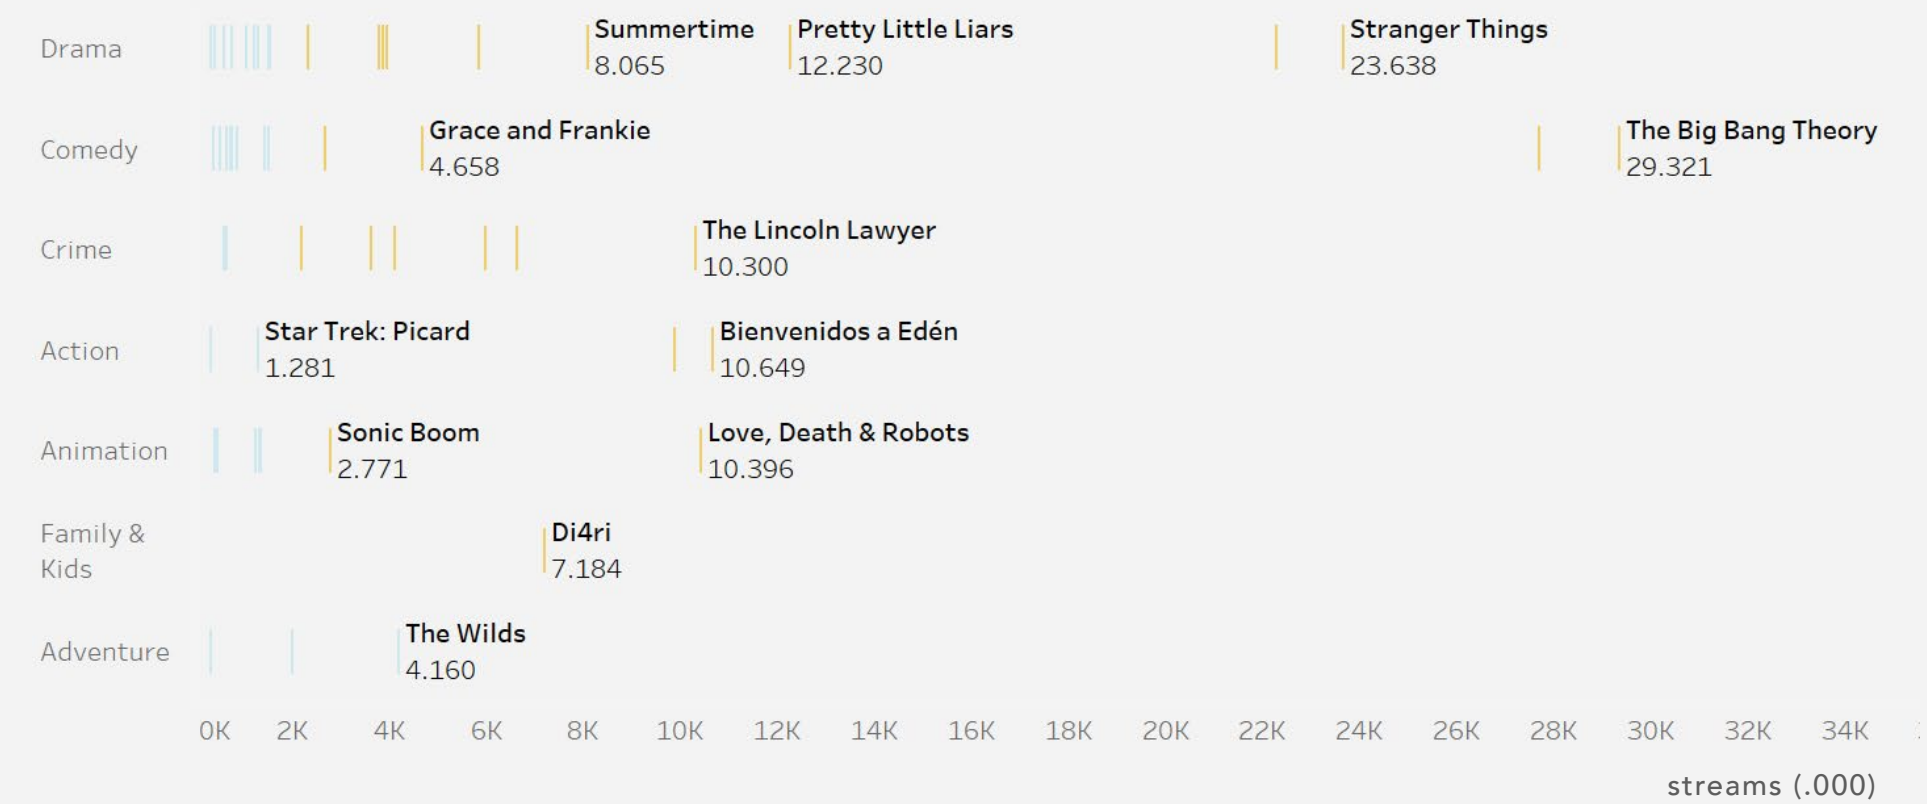 Drama
Summertime
8.065
Pretty Little Liars
12.230
Stranger Things
23.638
Comedy
Grace and Frankie
4.658
The Big Bang Theory
29.321
Crime
The Lincoln Lawyer
10.300
Action
Star Trek: Picard
1.281
Bienvenidos a Edén
10.649
Animation
Sonic Boom
2.771
Love, Death & Robots
10.396
Family &
Kids
Di4ri
7.184
Adventure
The Wilds
4.160
0K 2K 4K 6K 8K 10K 12K 14K 16K 18K 20K 22K 24K 26K 28K 30K 32K 34K
streams (.000)